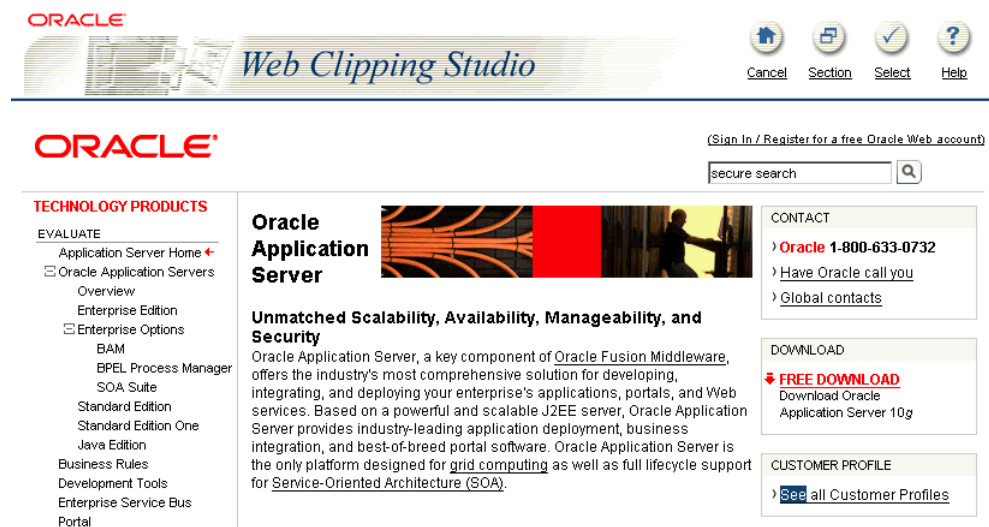 ORACLE
Web Clipping Studio
Cancel
Section
Select
Help
ORACLE
(Sign In / Register for a free Oracle Web account)
secure search
TECHNOLOGY PRODUCTS
EVALUATE
Application Server Home
Oracle Application Servers
Overview
Enterprise Edition
Enterprise Options
BAM
BPEL Process Manager
SOA Suite
Standard Edition
Standard Edition One
Java Edition
Business Rules
Development Tools
Enterprise Service Bus
Portal
Oracle
Application
Server
Unmatched Scalability, Availability, Manageability, and
Security
Oracle Application Server, a key component of Oracle Fusion Middleware,
offers the industry's most comprehensive solution for developing,
integrating, and deploying your enterprise's applications, portals, and Web
services. Based on a powerful and scalable J2EE server, Oracle Application
Server provides industry-leading application deployment, business
integration, and best-of-breed portal software. Oracle Application Server is
the only platform designed for grid computing as well as full lifecycle support
for Service-Oriented Architecture (SOA).
CONTACT
Oracle 1-800-633-0732
Have Oracle call you
Global contacts
DOWNLOAD
FREE DOWNLOAD
Download Oracle
Application Server 10g
CUSTOMER PROFILE
See all Customer Profiles